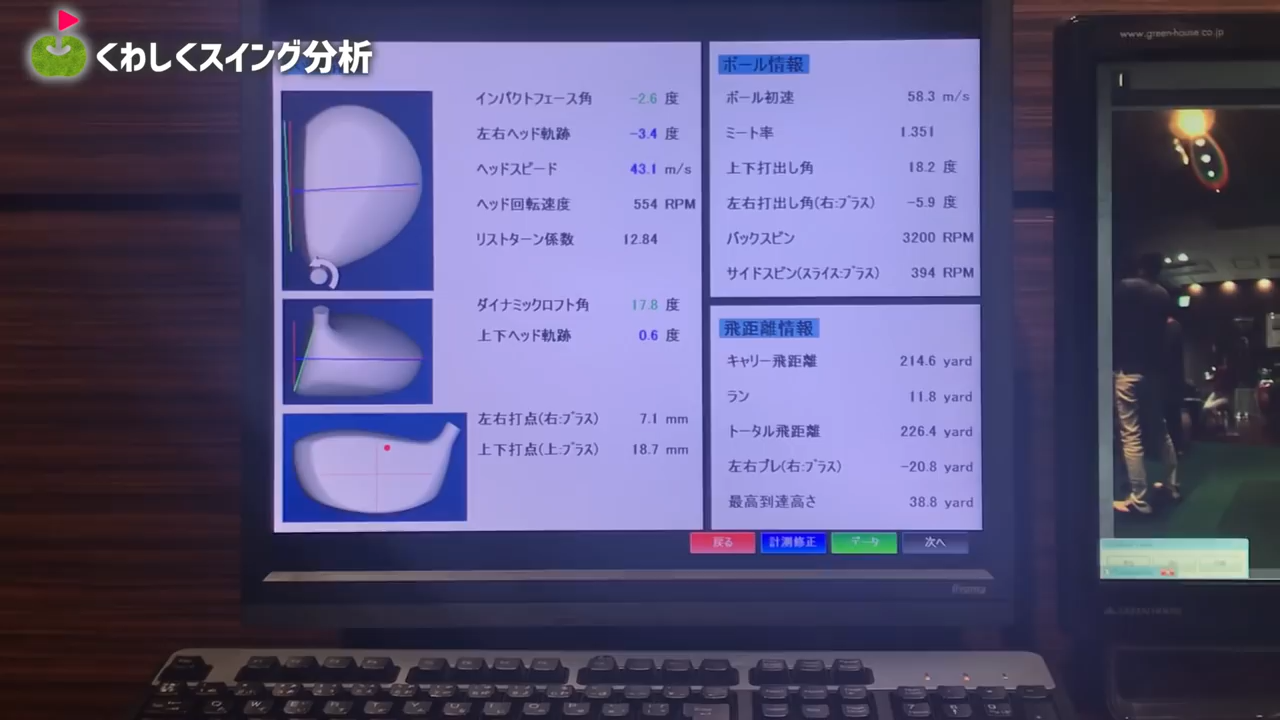 くわしくスイング分析
インパクトフェース角 -2.6 度
左右ヘッド軌跡 -3.4 度
ヘッドスピード 43.1 m/s
ヘッド回転速度 554 RPM
リストターン係数 12.84
ダイナミックロフト角 17.8 度
上下ヘッド軌跡 0.6 度
左右打点(右:プラス) 7.1 mm
上下打点(上:プラス) 18.7 mm
ボール情報
ボール初速 58.3 m/s
ミート率 1.351
上下打出し角 18.2 度
左右打出し角(右:プラス) -5.9 度
バックスピン 3200 RPM
サイドスピン(スライス:プラス) 394 RPM
飛距離情報
キャリー飛距離 214.6 yard
ラン 11.8 yard
トータル飛距離 226.4 yard
左右ブレ(右:プラス) -20.8 yard
最高到達高さ 38.8 yard
戻る 計測修正 データ 次へ
www.green-house.co.jp